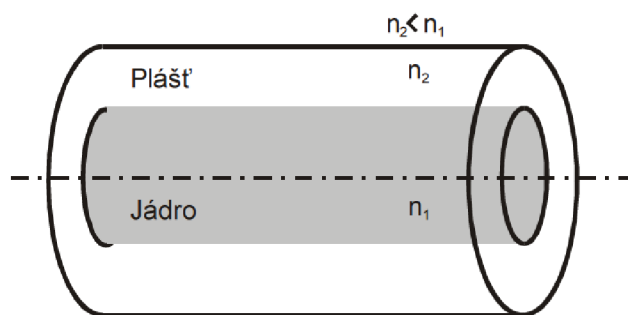 n₂< n₁
Plášť
n₂
Jádro
n₁